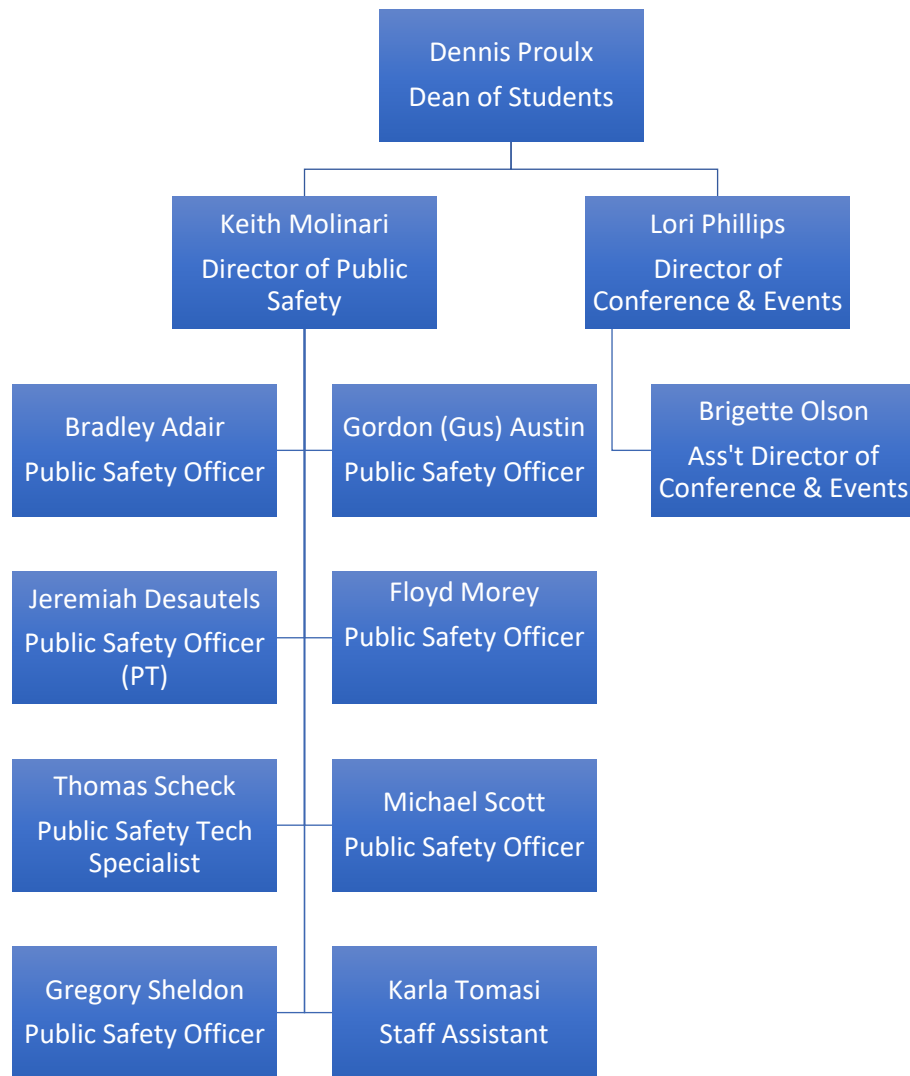 Dennis Proulx
Dean of Students
Keith Molinari
Director of Public
Safety
Lori Phillips
Director of
Conference & Events
Bradley Adair
Public Safety Officer
Gordon (Gus) Austin
Public Safety Officer
Brigette Olson
Ass't Director of
Conference & Events
Jeremiah Desautels
Public Safety Officer
(PT)
Floyd Morey
Public Safety Officer
Thomas Scheck
Public Safety Tech
Specialist
Michael Scott
Public Safety Officer
Gregory Sheldon
Public Safety Officer
Karla Tomasi
Staff Assistant